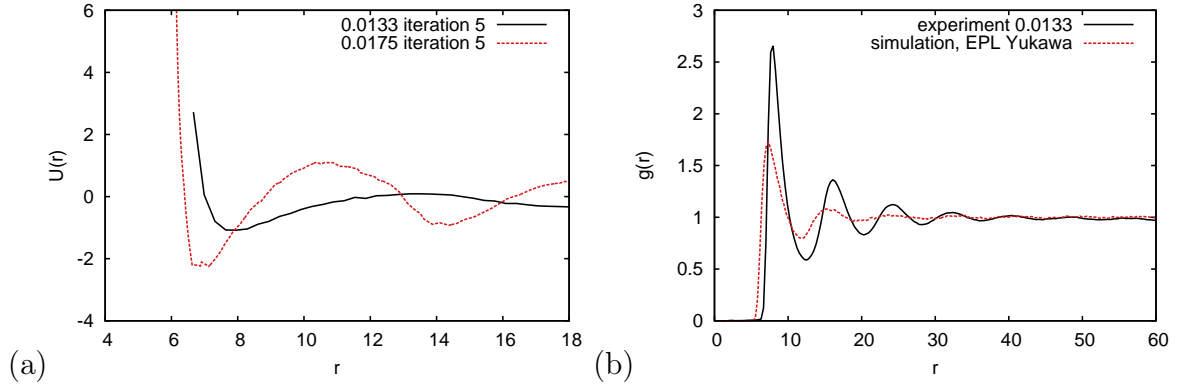 6
4
2
0
-2
-4
4
6
8
10
12
14
16
18
U(r)
r
0.0133 iteration 5
0.0175 iteration 5
(a)
3
2.5
2
1.5
1
0.5
0
0
10
20
30
40
50
60
g(r)
r
experiment 0.0133
simulation, EPL Yukawa
(b)